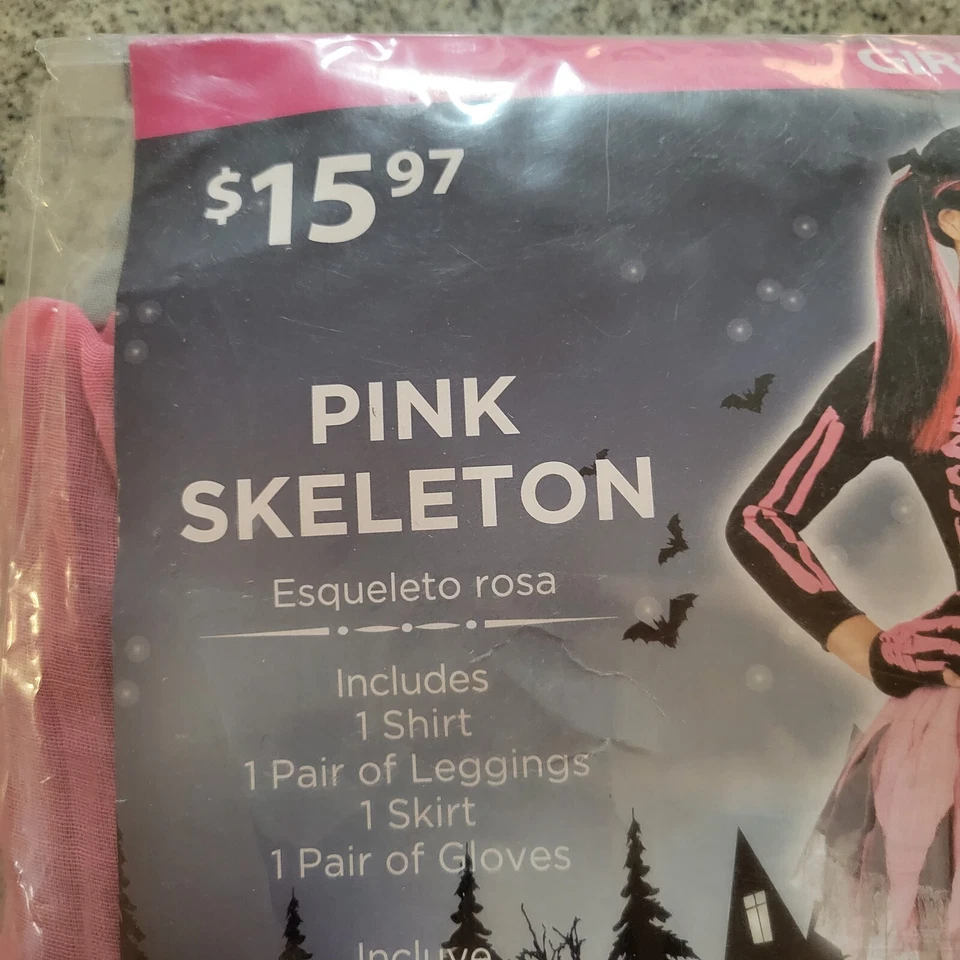 $15.97
PINK
SKELETON
Esqueleto rosa
Includes
1 Shirt
1 Pair of Leggings
1 Skirt
1 Pair of Gloves
Incluye